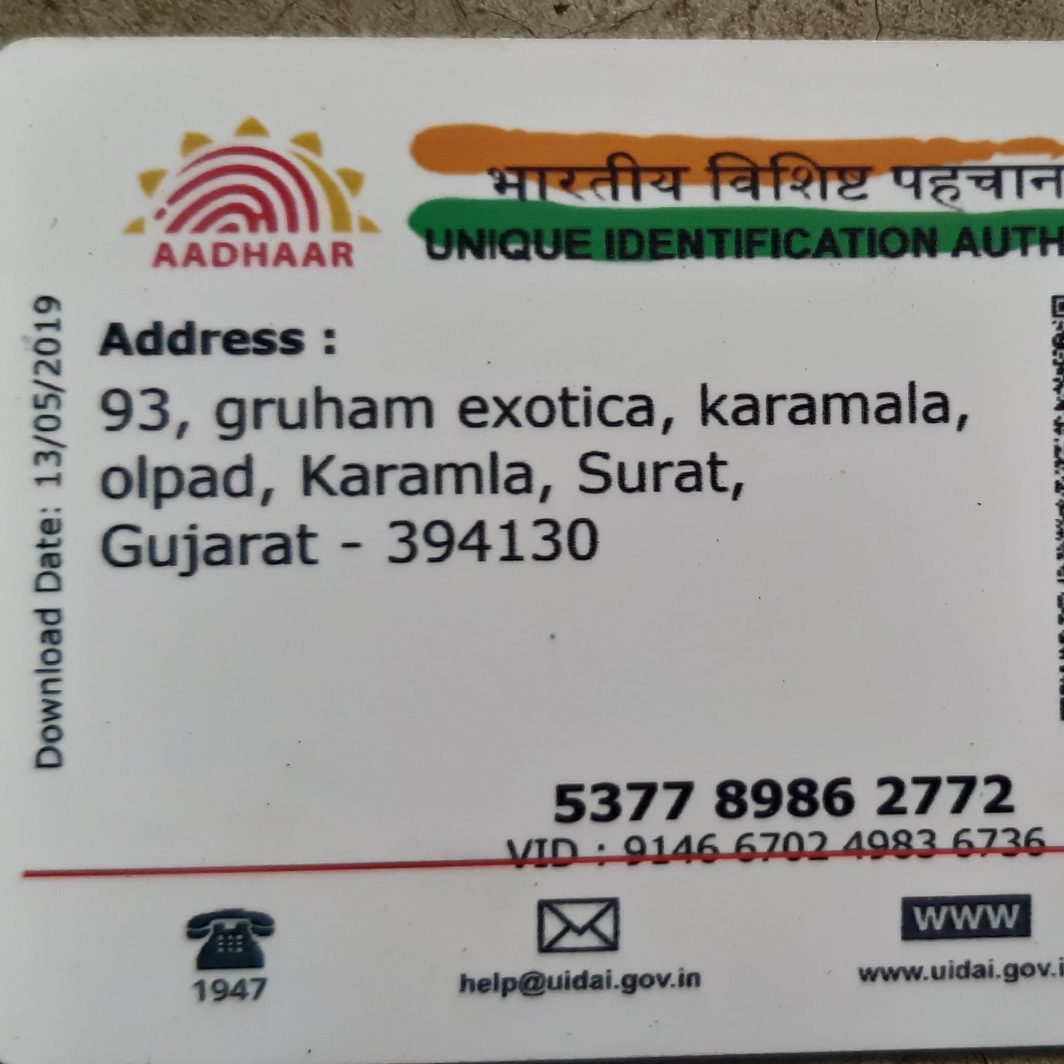 भारतीय विशिष्ट पहचान
UNIQUE IDENTIFICATION AUTH
AADHAAR
Download Date: 13/05/2019
Address :
93, gruham exotica, karamala,
olpad, Karamla, Surat,
Gujarat - 394130
5377 8986 2772
VID : 9146 6702 4983 6736
WWW
1947
help@uidai.gov.in
www.uidai.gov.i